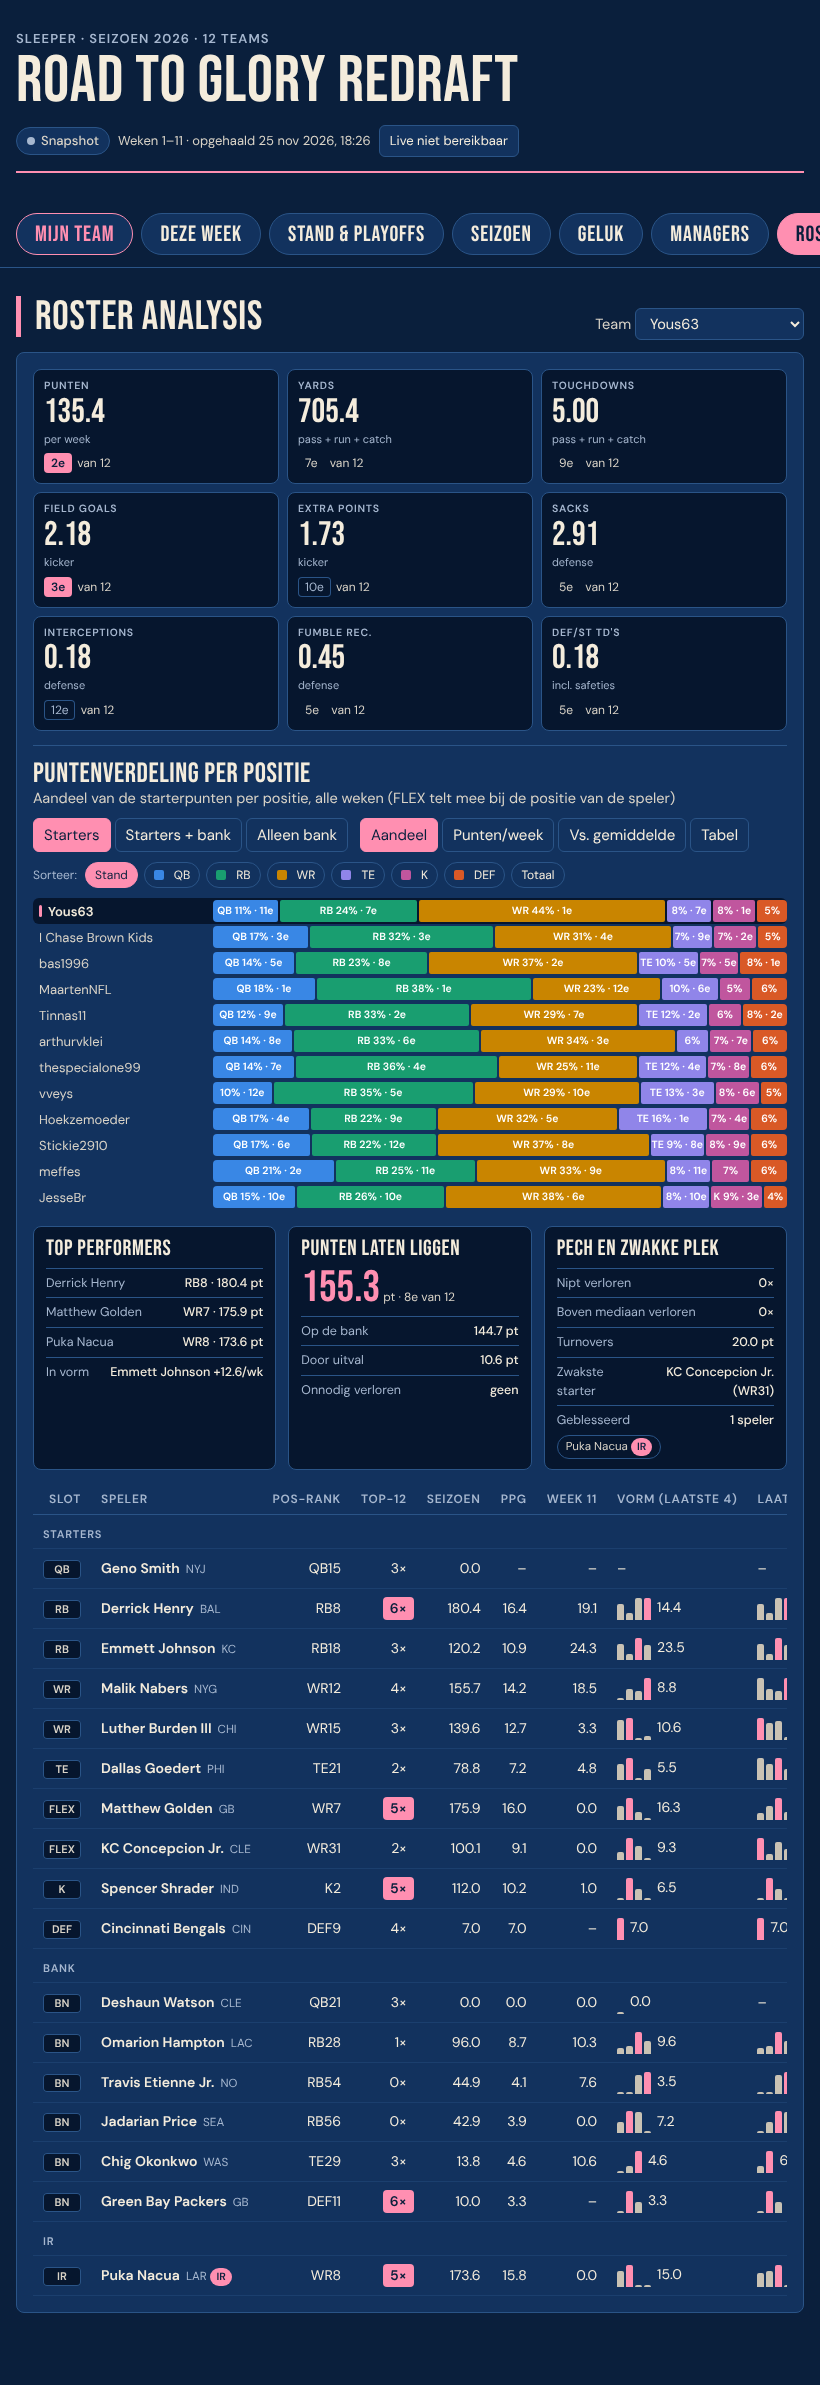 SLEEPER · SEIZOEN 2026 · 12 TEAMS
ROAD TO GLORY REDRAFT
Snapshot Weken 1–11 · opgehaald 25 nov 2026, 18:26 Live niet bereikbaar
MIJN TEAM DEZE WEEK STAND & PLAYOFFS SEIZOEN GELUK MANAGERS ROS
ROSTER ANALYSIS
Team Yous63
PUNTEN YARDS TOUCHDOWNS
135.4 705.4 5.00
per week pass + run + catch pass + run + catch
2e van 12 7e van 12 9e van 12
FIELD GOALS EXTRA POINTS SACKS
2.18 1.73 2.91
kicker kicker defense
3e van 12 10e van 12 5e van 12
INTERCEPTIONS FUMBLE REC. DEF/ST TD'S
0.18 0.45 0.18
defense defense incl. safeties
12e van 12 5e van 12 5e van 12
PUNTENVERDELING PER POSITIE
Aandeel van de starterpunten per positie, alle weken (FLEX telt mee bij de positie van de speler)
Starters Starters + bank Alleen bank Aandeel Punten/week Vs. gemiddelde Tabel
Sorteer: Stand QB RB WR TE K DEF Totaal
Yous63 QB 11% · 11e RB 24% · 7e WR 44% · 1e 8% · 7e 8% · 1e 5%
I Chase Brown Kids QB 17% · 3e RB 32% · 3e WR 31% · 4e 7% · 9e 7% · 2e 5%
bas1996 QB 14% · 5e RB 23% · 8e WR 37% · 2e TE 10% · 5e 7% · 5e 8% · 1e
MaartenNFL QB 18% · 1e RB 38% · 1e WR 23% · 12e 10% · 6e 5% 6%
Tinnas11 QB 12% · 9e RB 33% · 2e WR 29% · 7e TE 12% · 2e 6% 8% · 2e
arthurvklei QB 14% · 8e RB 33% · 6e WR 34% · 3e 6% 7% · 7e 6%
thespecialone99 QB 14% · 7e RB 36% · 4e WR 25% · 11e TE 12% · 4e 7% · 8e 6%
vveys 10% · 12e RB 35% · 5e WR 29% · 10e TE 13% · 3e 8% · 6e 5%
Hoekzemoeder QB 17% · 4e RB 22% · 9e WR 32% · 5e TE 16% · 1e 7% · 4e 6%
Stickie2910 QB 17% · 6e RB 22% · 12e WR 37% · 8e TE 9% · 8e 8% · 9e 6%
meffes QB 21% · 2e RB 25% · 11e WR 33% · 9e 8% · 11e 7% 6%
JesseBr QB 15% · 10e RB 26% · 10e WR 38% · 6e 8% · 10e K 9% · 3e 4%
TOP PERFORMERS
Derrick Henry RB8 · 180.4 pt
Matthew Golden WR7 · 175.9 pt
Puka Nacua WR8 · 173.6 pt
In vorm Emmett Johnson +12.6/wk
PUNTEN LATEN LIGGEN
155.3 pt · 8e van 12
Op de bank 144.7 pt
Door uitval 10.6 pt
Onnodig verloren geen
PECH EN ZWAKKE PLEK
Nipt verloren 0×
Boven mediaan verloren 0×
Turnovers 20.0 pt
Zwakste starter KC Concepcion Jr. (WR31)
Geblesseerd 1 speler
Puka Nacua IR
SLOT SPELER POS-RANK TOP-12 SEIZOEN PPG WEEK 11 VORM (LAATSTE 4) LAAT
STARTERS
QB Geno Smith NYJ QB15 3× 0.0 – – – –
RB Derrick Henry BAL RB8 6× 180.4 16.4 19.1 14.4
RB Emmett Johnson KC RB18 3× 120.2 10.9 24.3 23.5
WR Malik Nabers NYG WR12 4× 155.7 14.2 18.5 8.8
WR Luther Burden III CHI WR15 3× 139.6 12.7 3.3 10.6
TE Dallas Goedert PHI TE21 2× 78.8 7.2 4.8 5.5
FLEX Matthew Golden GB WR7 5× 175.9 16.0 0.0 16.3
FLEX KC Concepcion Jr. CLE WR31 2× 100.1 9.1 0.0 9.3
K Spencer Shrader IND K2 5× 112.0 10.2 1.0 6.5
DEF Cincinnati Bengals CIN DEF9 4× 7.0 7.0 – 7.0 7.0
BANK
BN Deshaun Watson CLE QB21 3× 0.0 0.0 0.0 0.0 –
BN Omarion Hampton LAC RB28 1× 96.0 8.7 10.3 9.6
BN Travis Etienne Jr. NO RB54 0× 44.9 4.1 7.6 3.5
BN Jadarian Price SEA RB56 0× 42.9 3.9 0.0 7.2
BN Chig Okonkwo WAS TE29 3× 13.8 4.6 10.6 4.6 6
BN Green Bay Packers GB DEF11 6× 10.0 3.3 – 3.3
IR
IR Puka Nacua LAR IR WR8 5× 173.6 15.8 0.0 15.0